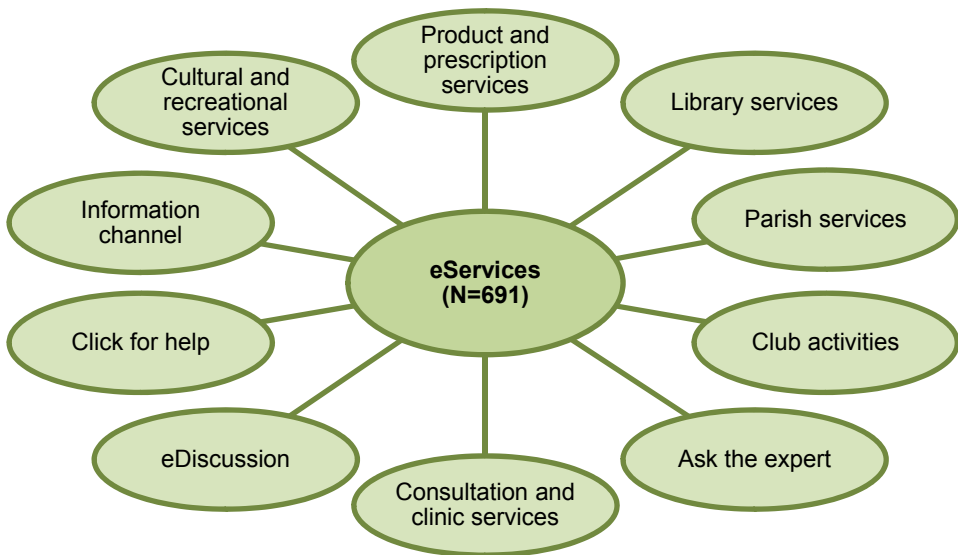 Product and
prescription
services
Cultural and
recreational
services
Library services
Information
channel
Parish services
eServices
(N=691)
Click for help
Club activities
eDiscussion
Ask the expert
Consultation and
clinic services